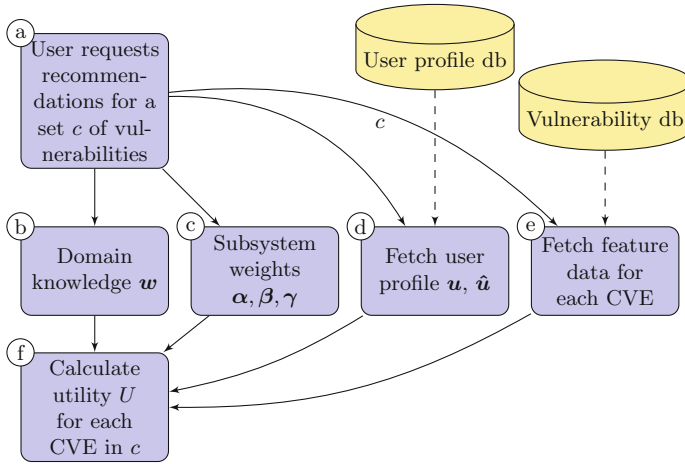 a
User requests
recommen-
dations for a
set c of vul-
nerabilities
User profile db
Vulnerability db
c
b
Domain
knowledge w
c
Subsystem
weights
α, β, γ
d
Fetch user
profile u, û
e
Fetch feature
data for
each CVE
f
Calculate
utility U
for each
CVE in c